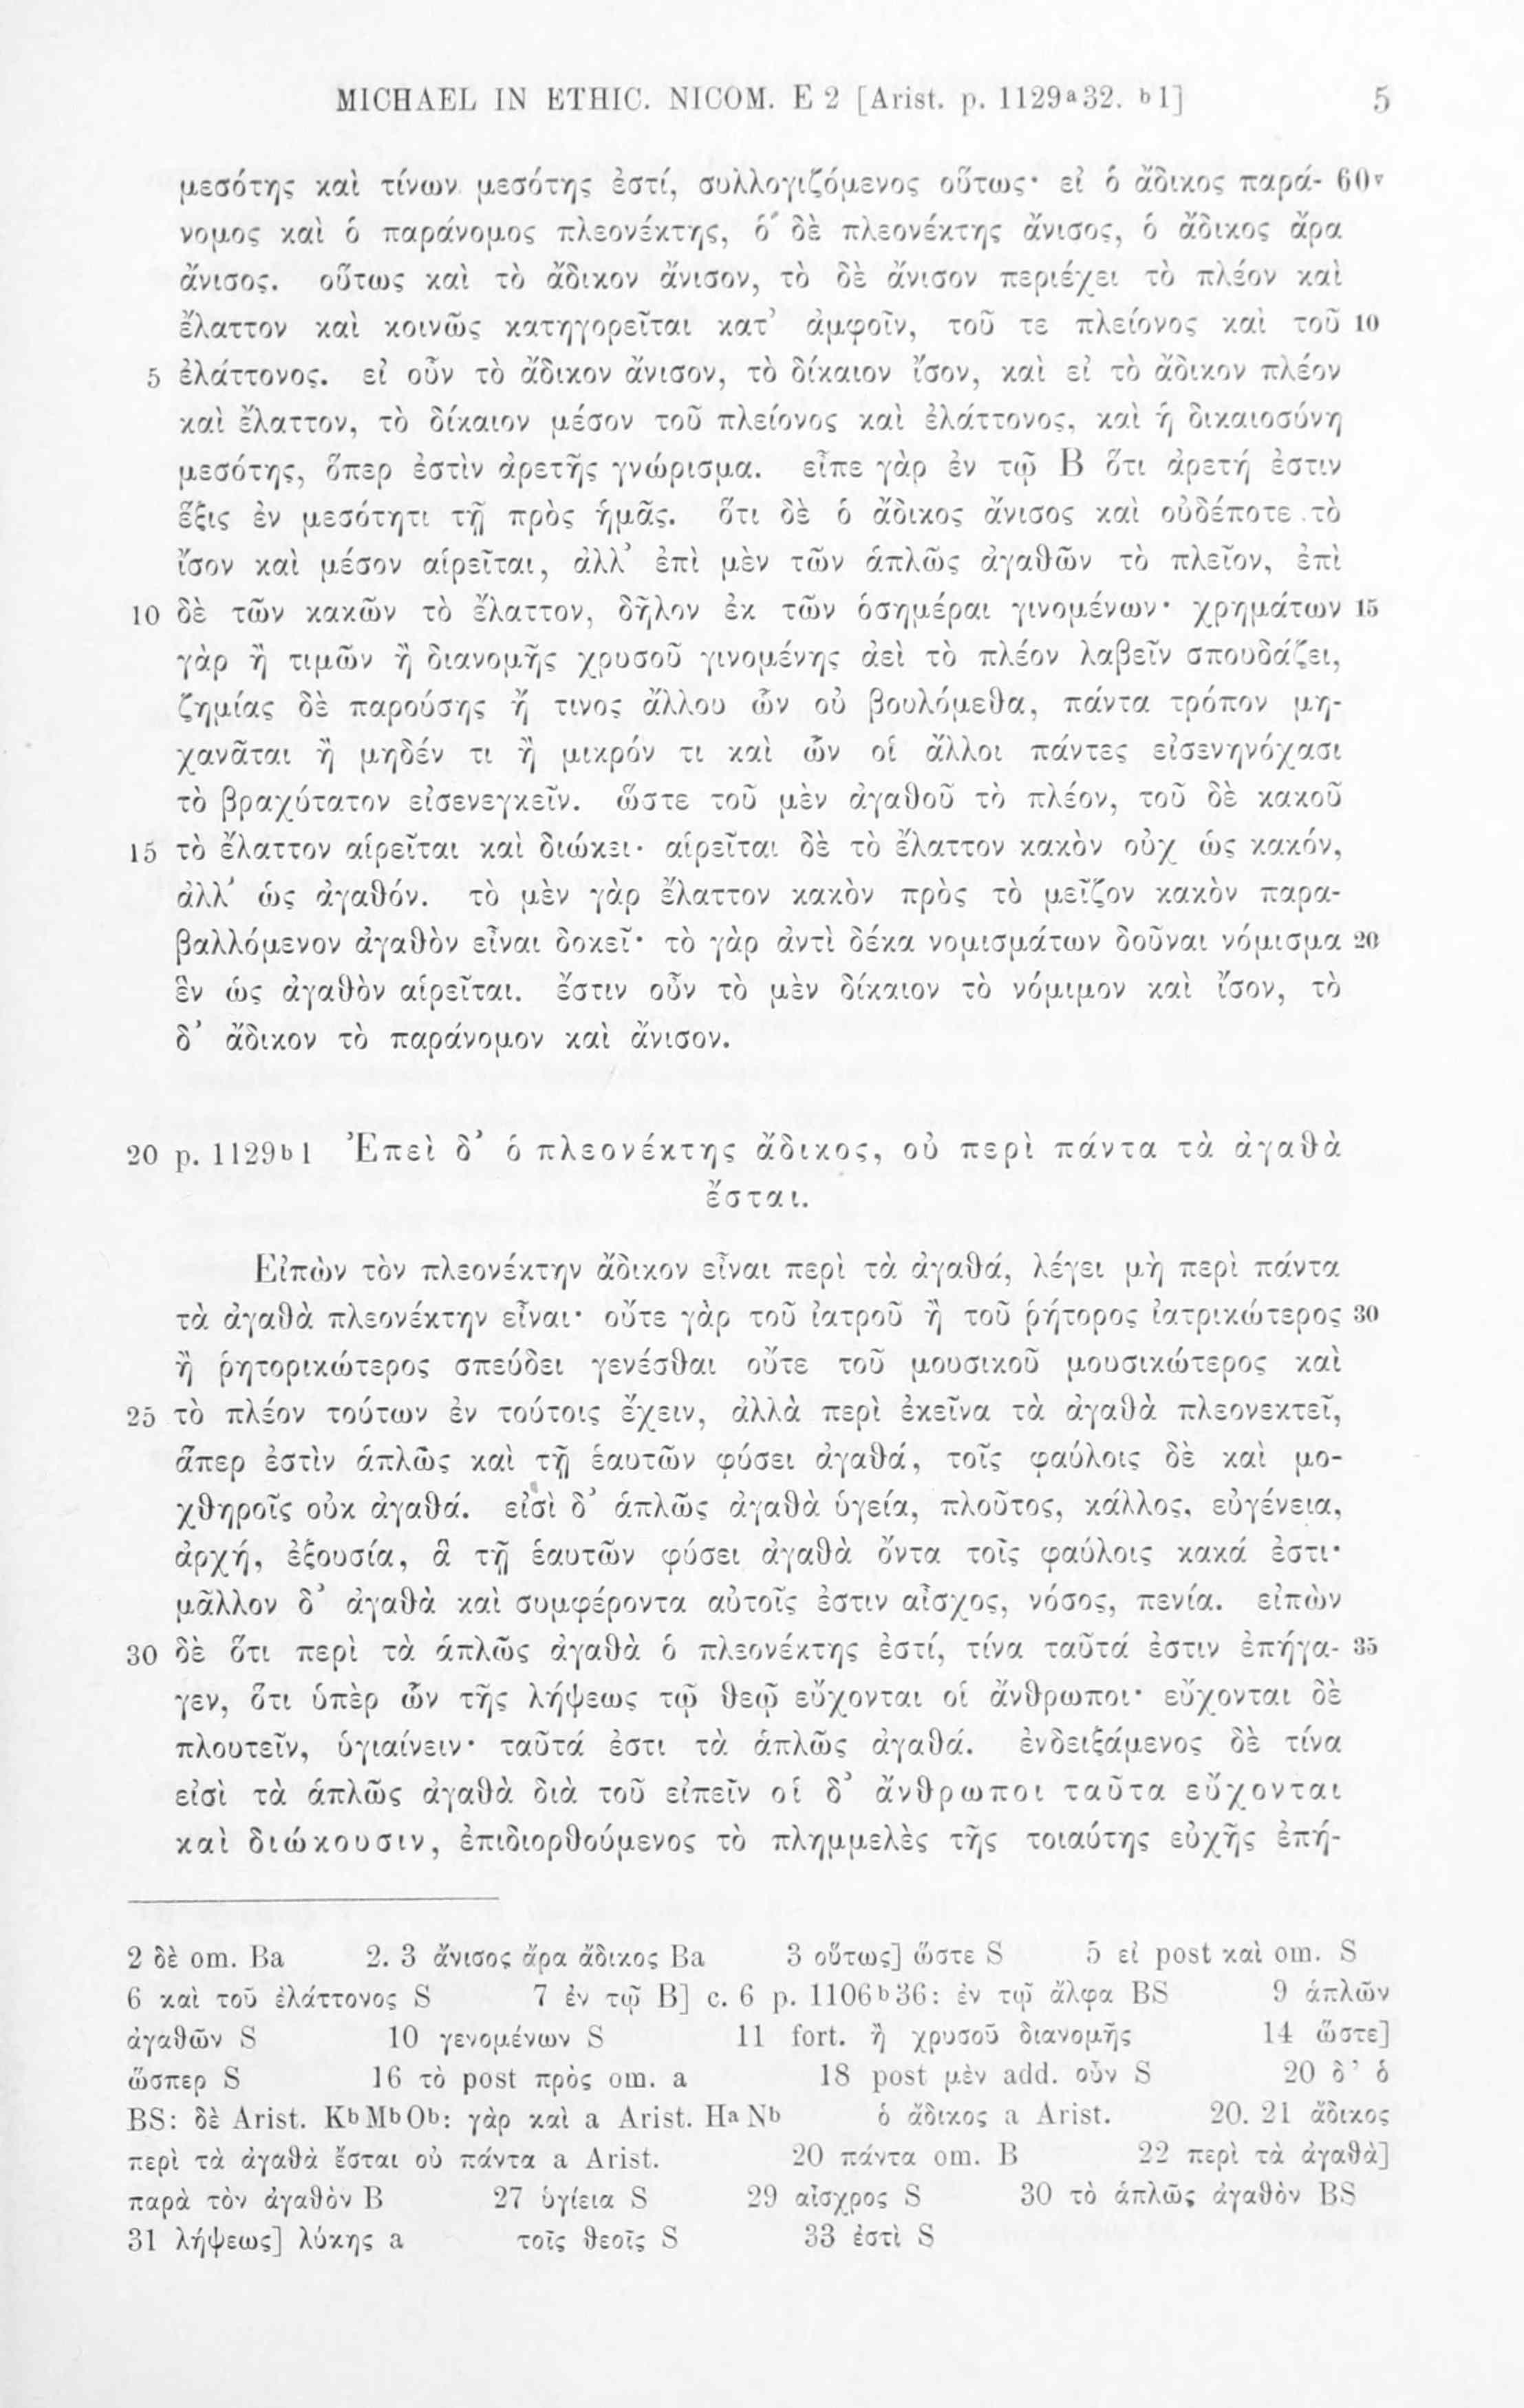 MICHAEL IN ETHIC. NICOM. E 2 [Arist. p. 1129ᵃ32. ᵇ1] 5
μεσότης καὶ τίνων μεσότης ἐστί, συλλογιζόμενος οὕτως· εἰ ὁ ἄδικος παρά- 60ᵛ
νομος καὶ ὁ παράνομος πλεονέκτης, ὁ δὲ πλεονέκτης ἄνισος, ὁ ἄδικος ἄρα
ἄνισος. οὕτως καὶ τὸ ἄδικον ἄνισον, τὸ δὲ ἄνισον περιέχει τὸ πλέον καὶ
ἔλαττον καὶ κοινῶς κατηγορεῖται κατ’ ἀμφοῖν, τοῦ τε πλείονος καὶ τοῦ 10
5 ἐλάττονος. εἰ οὖν τὸ ἄδικον ἄνισον, τὸ δίκαιον ἴσον, καὶ εἰ τὸ ἄδικον πλέον
καὶ ἔλαττον, τὸ δίκαιον μέσον τοῦ πλείονος καὶ ἐλάττονος, καὶ ἡ δικαιοσύνη
μεσότης, ὅπερ ἐστὶν ἀρετῆς γνώρισμα. εἶπε γὰρ ἐν τῷ Β ὅτι ἀρετή ἐστιν
ἕξις ἐν μεσότητι τῇ πρὸς ἡμᾶς. ὅτι δὲ ὁ ἄδικος ἄνισος καὶ οὐδέποτε τὸ
ἴσον καὶ μέσον αἱρεῖται, ἀλλ’ ἐπὶ μὲν τῶν ἁπλῶς ἀγαθῶν τὸ πλεῖον, ἐπὶ
10 δὲ τῶν κακῶν τὸ ἔλαττον, δῆλον ἐκ τῶν ὁσημέραι γινομένων· χρημάτων 15
γὰρ ἢ τιμῶν ἢ διανομῆς χρυσοῦ γινομένης ἀεὶ τὸ πλέον λαβεῖν σπουδάζει,
ζημίας δὲ παρούσης ἤ τινος ἄλλου ὧν οὐ βουλόμεθα, πάντα τρόπον μη-
χανᾶται ἢ μηδέν τι ἢ μικρόν τι καὶ ὧν οἱ ἄλλοι πάντες εἰσενηνόχασι
τὸ βραχύτατον εἰσενεγκεῖν. ὥστε τοῦ μὲν ἀγαθοῦ τὸ πλέον, τοῦ δὲ κακοῦ
15 τὸ ἔλαττον αἱρεῖται καὶ διώκει· αἱρεῖται δὲ τὸ ἔλαττον κακὸν οὐχ ὡς κακόν,
ἀλλ’ ὡς ἀγαθόν. τὸ μὲν γὰρ ἔλαττον κακὸν πρὸς τὸ μεῖζον κακὸν παρα-
βαλλόμενον ἀγαθὸν εἶναι δοκεῖ· τὸ γὰρ ἀντὶ δέκα νομισμάτων δοῦναι νόμισμα 20
ἓν ὡς ἀγαθὸν αἱρεῖται. ἔστιν οὖν τὸ μὲν δίκαιον τὸ νόμιμον καὶ ἴσον, τὸ
δ’ ἄδικον τὸ παράνομον καὶ ἄνισον.
20 p. 1129ᵇ1 Ἐπεὶ δ’ ὁ πλεονέκτης ἄδικος, οὐ περὶ πάντα τὰ ἀγαθὰ
ἔσται.
Εἰπὼν τὸν πλεονέκτην ἄδικον εἶναι περὶ τὰ ἀγαθά, λέγει μὴ περὶ πάντα
τὰ ἀγαθὰ πλεονέκτην εἶναι· οὔτε γὰρ τοῦ ἰατροῦ ἢ τοῦ ῥήτορος ἰατρικώτερος 30
ἢ ῥητορικώτερος σπεύδει γενέσθαι οὔτε τοῦ μουσικοῦ μουσικώτερος καὶ
25 τὸ πλέον τούτων ἐν τούτοις ἔχειν, ἀλλὰ περὶ ἐκεῖνα τὰ ἀγαθὰ πλεονεκτεῖ,
ἅπερ ἐστὶν ἁπλῶς καὶ τῇ ἑαυτῶν φύσει ἀγαθά, τοῖς φαύλοις δὲ καὶ μο-
χθηροῖς οὐκ ἀγαθά. εἰσὶ δ’ ἁπλῶς ἀγαθὰ ὑγεία, πλοῦτος, κάλλος, εὐγένεια,
ἀρχή, ἐξουσία, ἃ τῇ ἑαυτῶν φύσει ἀγαθὰ ὄντα τοῖς φαύλοις κακά ἐστι·
μᾶλλον δ’ ἀγαθὰ καὶ συμφέροντα αὐτοῖς ἐστιν αἶσχος, νόσος, πενία. εἰπὼν
30 δὲ ὅτι περὶ τὰ ἁπλῶς ἀγαθὰ ὁ πλεονέκτης ἐστί, τίνα ταῦτά ἐστιν ἐπήγα- 35
γεν, ὅτι ὑπὲρ ὧν τῆς λήψεως τῷ θεῷ εὔχονται οἱ ἄνθρωποι· εὔχονται δὲ
πλουτεῖν, ὑγιαίνειν· ταῦτά ἐστι τὰ ἁπλῶς ἀγαθά. ἐνδειξάμενος δὲ τίνα
εἰσὶ τὰ ἁπλῶς ἀγαθὰ διὰ τοῦ εἰπεῖν οἱ δ’ ἄνθρωποι ταῦτα εὔχονται
καὶ διώκουσιν, ἐπιδιορθούμενος τὸ πλημμελὲς τῆς τοιαύτης εὐχῆς ἐπή-
2 δὲ om. Ba 2. 3 ἄνισος ἄρα ἄδικος Ba 3 οὕτως] ὥστε S 5 εἰ post καὶ om. S
6 καὶ τοῦ ἐλάττονος S 7 ἐν τῷ Β] c. 6 p. 1106ᵇ36: ἐν τῷ ἄλφα BS 9 ἁπλῶν
ἀγαθῶν S 10 γενομένων S 11 fort. ἢ χρυσοῦ διανομῆς 14 ὥστε]
ὥσπερ S 16 τὸ post πρὸς om. a 18 post μὲν add. οὖν S 20 δ’ ὁ
BS: δὲ Arist. KᵇMᵇOᵇ: γὰρ καὶ a Arist. HᵃNᵇ ὁ ἄδικος a Arist. 20. 21 ἄδικος
περὶ τὰ ἀγαθὰ ἔσται οὐ πάντα a Arist. 20 πάντα om. B 22 περὶ τὰ ἀγαθὰ]
παρὰ τὸν ἀγαθὸν B 27 ὑγίεια S 29 αἶσχρος S 30 τὸ ἁπλῶς ἀγαθὸν BS
31 λήψεως] λύκης a τοῖς θεοῖς S 33 ἐστὶ S